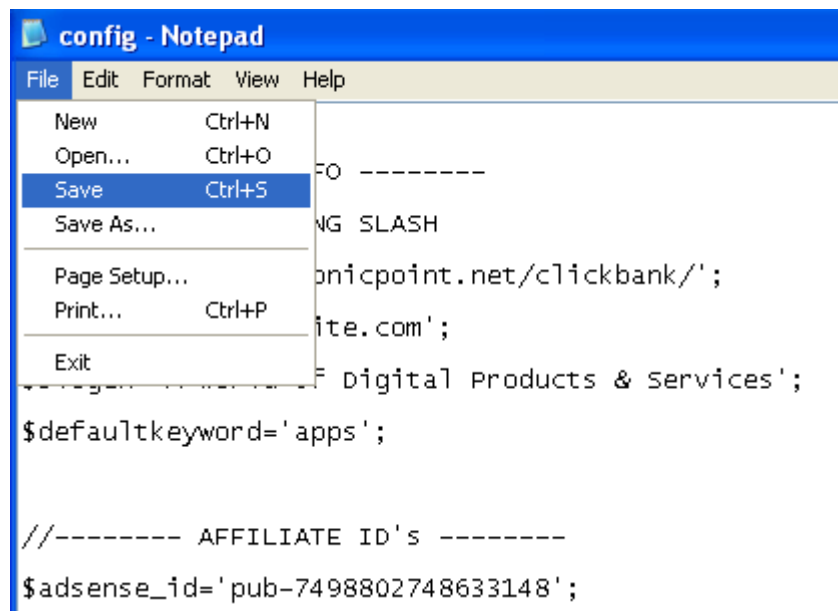 config - Notepad
File Edit Format View Help
New Ctrl+N
Open... Ctrl+O
Save Ctrl+S
Save As...
Page Setup...
Print... Ctrl+P
Exit
FO --------
NG SLASH
onicpoint.net/clickbank/';
ite.com';
of Digital Products & Services';
$defaultkeyword='apps';
//-------- AFFILIATE ID's --------
$adsense_id='pub-7498802748633148';